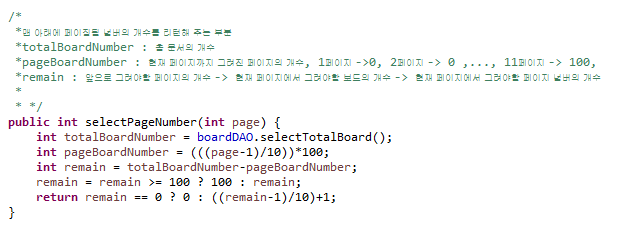 /*
 *맨 아래에 페이징될 넘버의 개수를 리턴해 주는 부분
 *totalBoardNumber : 총 문서의 개수
 *pageBoardNumber : 현재 페이지까지 그려진 페이지의 개수, 1페이지 ->0, 2페이지 -> 0 ,..., 11페이지 -> 100,
 *remain : 앞으로 그려야할 페이지의 개수 -> 현재 페이지에서 그려야할 보드의 개수 -> 현재 페이지에서 그려야할 페이지 넘버의 개수
 *
 * */
public int selectPageNumber(int page) {
    int totalBoardNumber = boardDAO.selectTotalBoard();
    int pageBoardNumber = (((page-1)/10))*100;
    int remain = totalBoardNumber-pageBoardNumber;
    remain = remain >= 100 ? 100 : remain;
    return remain == 0 ? 0 : ((remain-1)/10)+1;
}